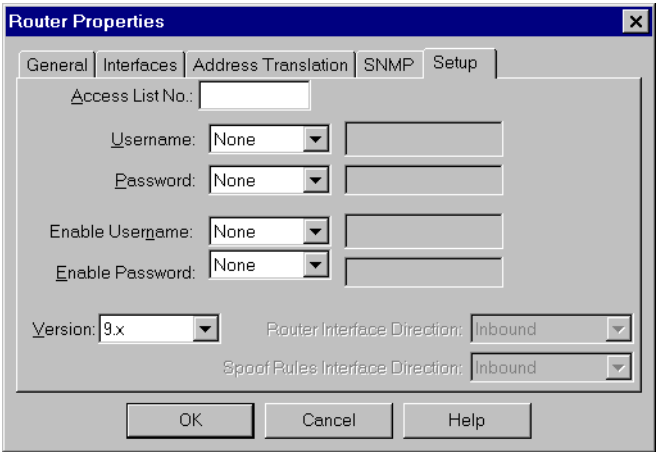 Router Properties
General Interfaces Address Translation SNMP Setup
Access List No.:
Username: None
Password: None
Enable Username: None
Enable Password: None
Version: 9.x Router Interface Direction: Inbound
Spoof Rules Interface Direction: Inbound
OK Cancel Help